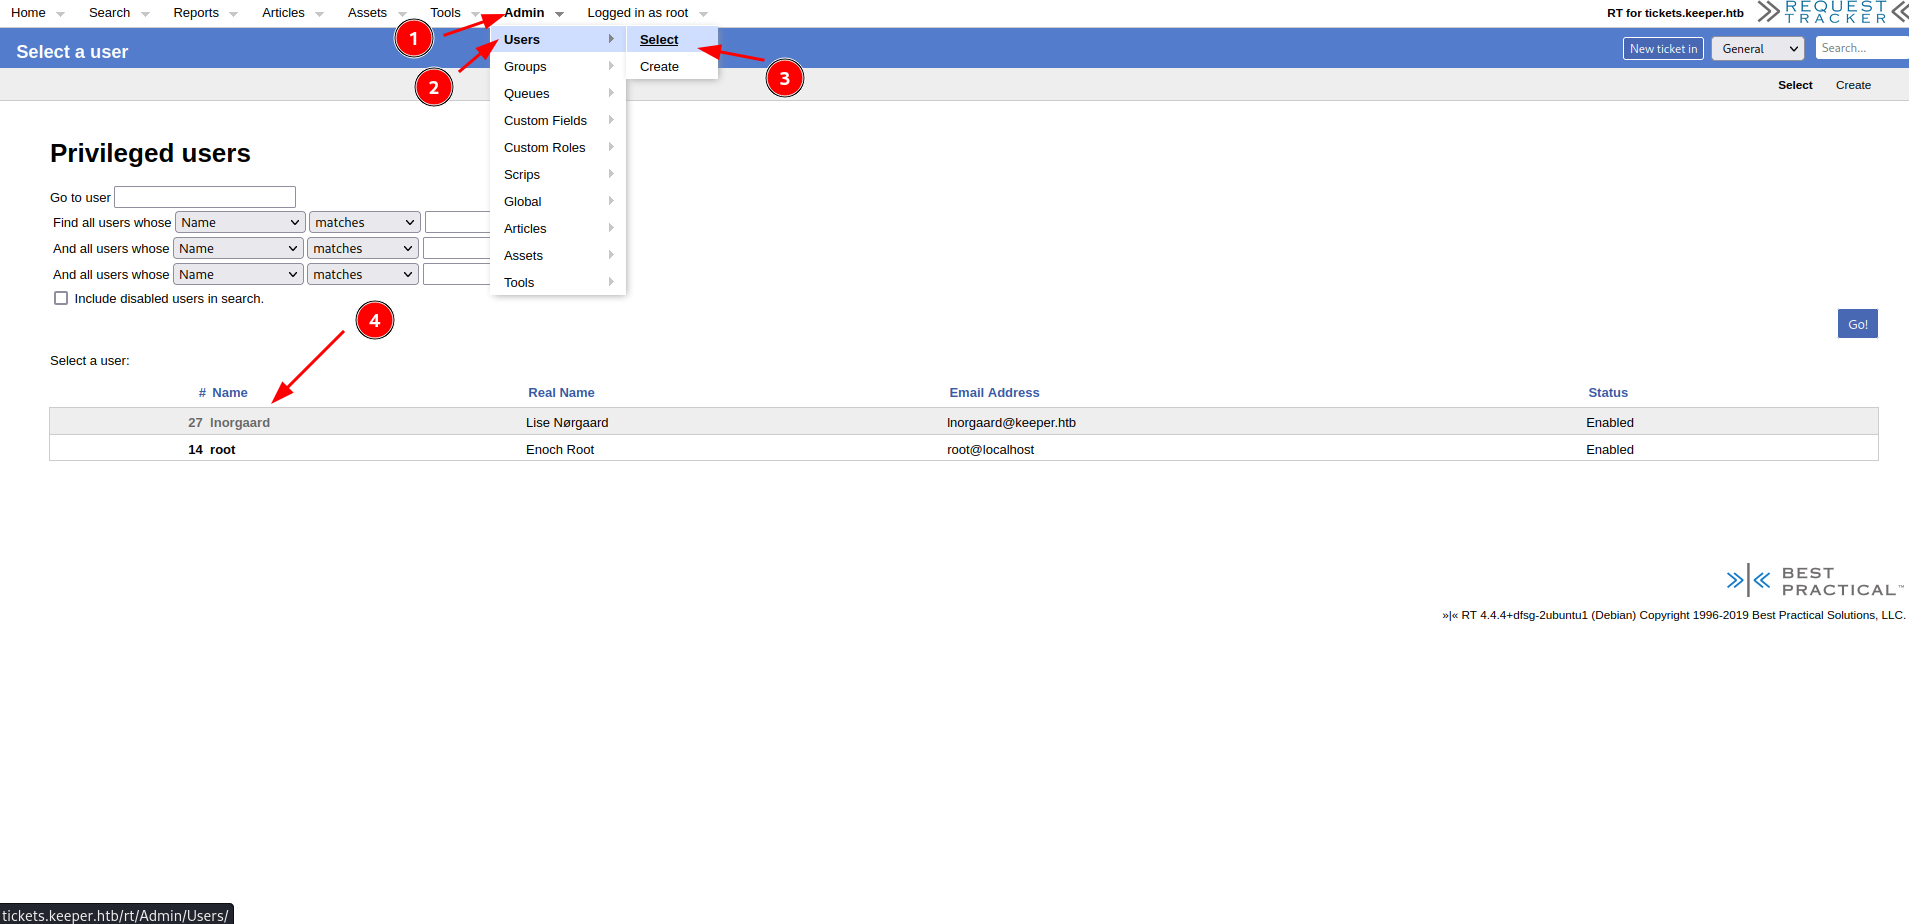 Home Search Reports Articles Assets Tools Admin Logged in as root RT for tickets.keeper.htb REQUEST TRACKER
1
Users Select
2
3
Select a user New ticket in General Search...
Groups Create
Queues Select Create
Custom Fields
Custom Roles
Scrips
Global
Articles
Assets
Tools
Privileged users
Go to user
Find all users whose Name matches
And all users whose Name matches
And all users whose Name matches
Include disabled users in search.
4
Go!
Select a user:
# Name Real Name Email Address Status
27 lnorgaard Lise Nørgaard lnorgaard@keeper.htb Enabled
14 root Enoch Root root@localhost Enabled
BEST PRACTICAL™
»|« RT 4.4.4+dfsg-2ubuntu1 (Debian) Copyright 1996-2019 Best Practical Solutions, LLC.
tickets.keeper.htb/rt/Admin/Users/